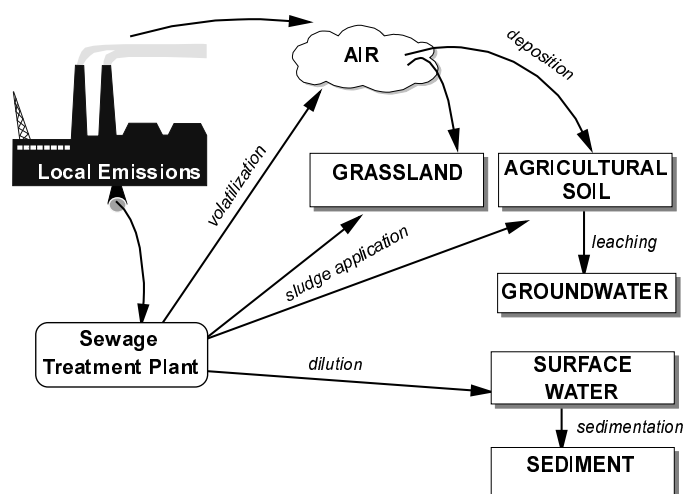 AIR
deposition
Local Emissions
volatilization
GRASSLAND
AGRICULTURAL
SOIL
sludge application
leaching
GROUNDWATER
Sewage
Treatment Plant
dilution
SURFACE
WATER
sedimentation
SEDIMENT